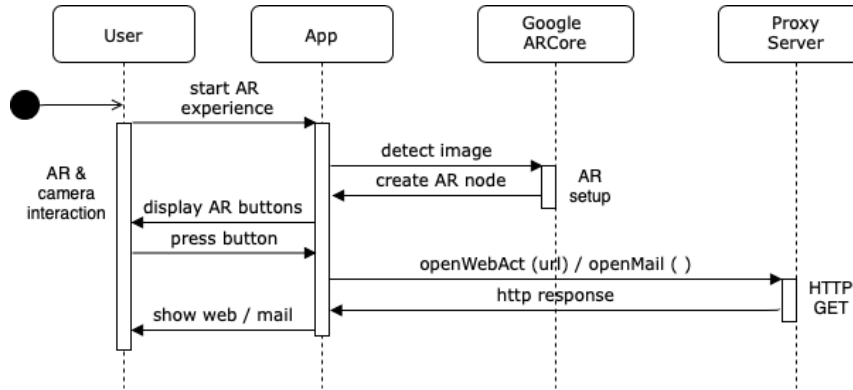 User
App
Google
ARCore
Proxy
Server
start AR
experience
detect image
AR &
camera
interaction
create AR node
AR
setup
display AR buttons
press button
openWebAct (url) / openMail ( )
http response
HTTP
GET
show web / mail